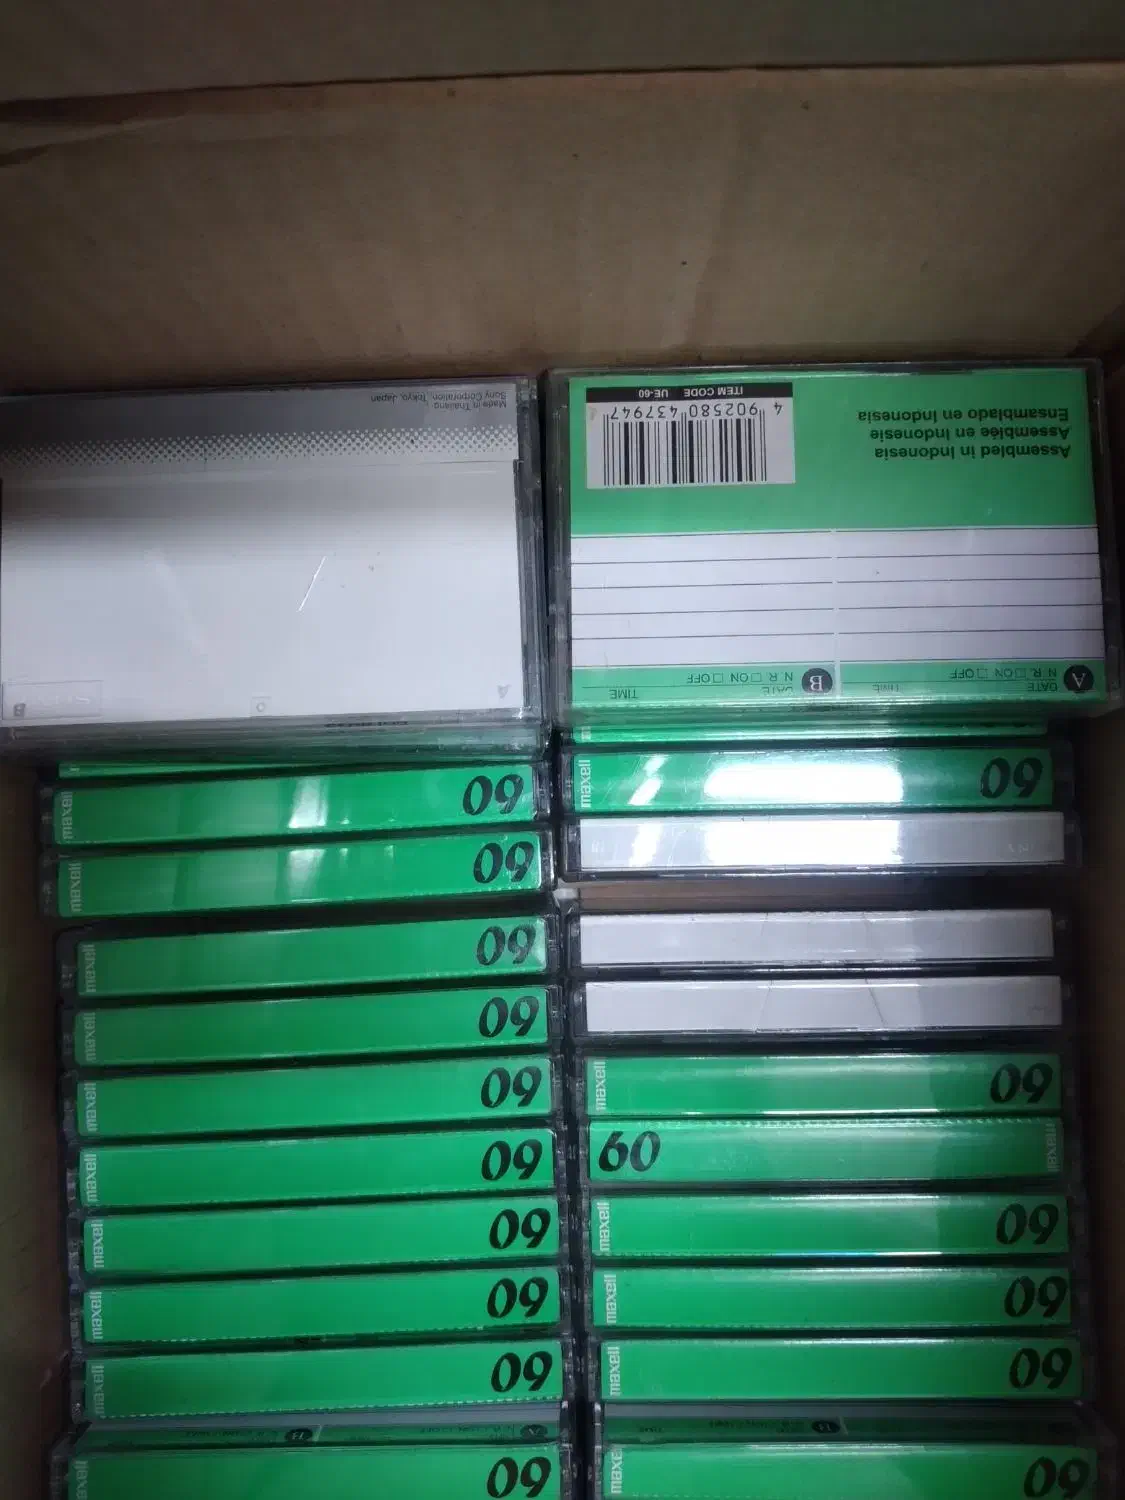 Made in Thailand
Sony Corporation, Tokyo, Japan
A
B
ITEM CODE UE-60
4 902580 437947
Assembled in Indonesia
Assemblée en Indonésie
Ensamblado en Indonesia
A DATE TIME
N.R. □ ON □ OFF
B DATE TIME
N.R. □ ON □ OFF
maxell 60
maxell 60
maxell 60
maxell 60
maxell 60
maxell 60
maxell 60
maxell 60
maxell 60
maxell 60
maxell 60
maxell 60
60 maxell
maxell 60
maxell 60
maxell 60
maxell 60